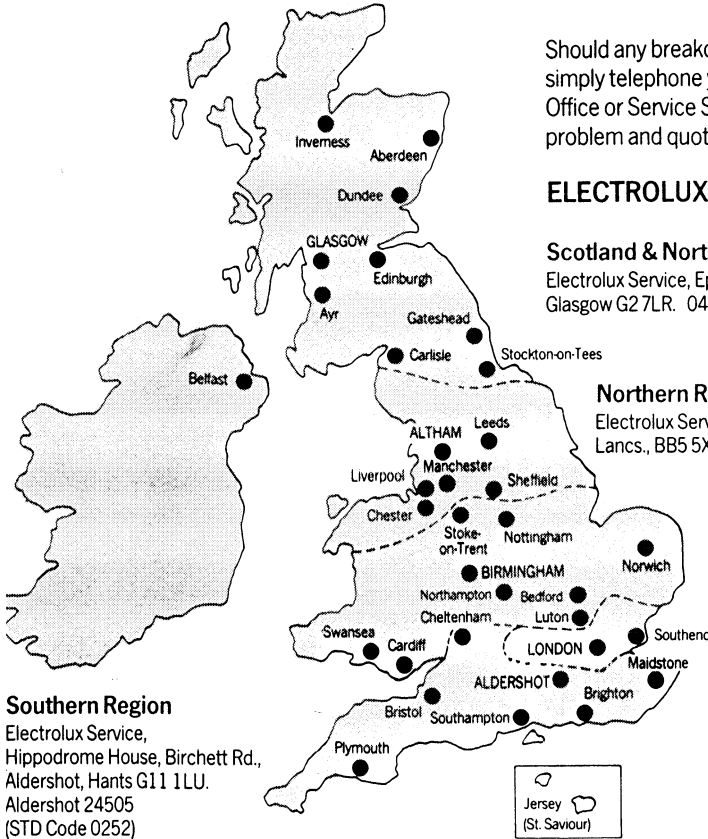 Should any breakd
simply telephone y
Office or Service S
problem and quot
ELECTROLUX
Scotland & Nort
Electrolux Service, Ep
Glasgow G2 7LR. 04
Northern R
Electrolux Serv
Lancs., BB5 5X
Inverness
Aberdeen
Dundee
GLASGOW
Edinburgh
Ayr
Gateshead
Carlisle
Stockton-on-Tees
Belfast
ALTHAM
Leeds
Manchester
Liverpool
Sheffield
Chester
Stoke-
on-Trent
Nottingham
Norwich
BIRMINGHAM
Northampton
Bedford
Cheltenham
Luton
Swansea
Cardiff
LONDON
Southend
Maidstone
ALDERSHOT
Brighton
Bristol
Southampton
Plymouth
Southern Region
Electrolux Service,
Hippodrome House, Birchett Rd.,
Aldershot, Hants G11 1LU.
Aldershot 24505
(STD Code 0252)
Jersey
(St. Saviour)